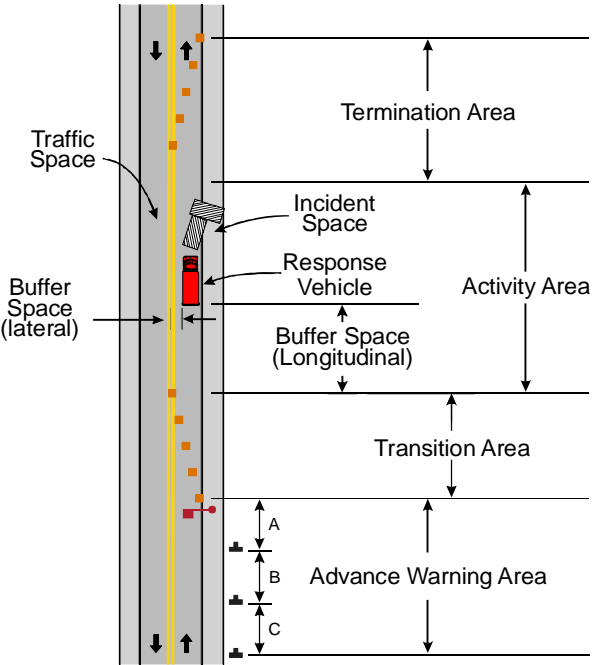 Termination Area
Traffic
Space
Incident
Space
Response
Vehicle
Activity Area
Buffer
Space
(lateral)
Buffer Space
(Longitudinal)
Transition Area
A
B
Advance Warning Area
C